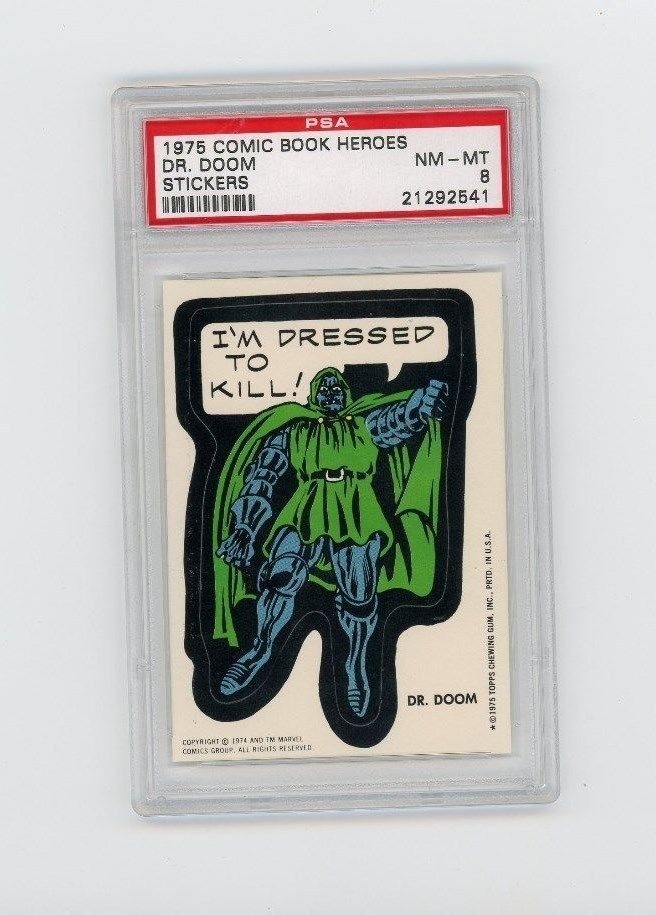 PSA
1975 COMIC BOOK HEROES
DR. DOOM NM - MT
STICKERS 8
21292541
I'M DRESSED
TO
KILL!
DR. DOOM
COPYRIGHT © 1974 AND TM MARVEL
COMICS GROUP. ALL RIGHTS RESERVED.
★ © 1975 TOPPS CHEWING GUM, INC., PRTD. IN U.S.A.